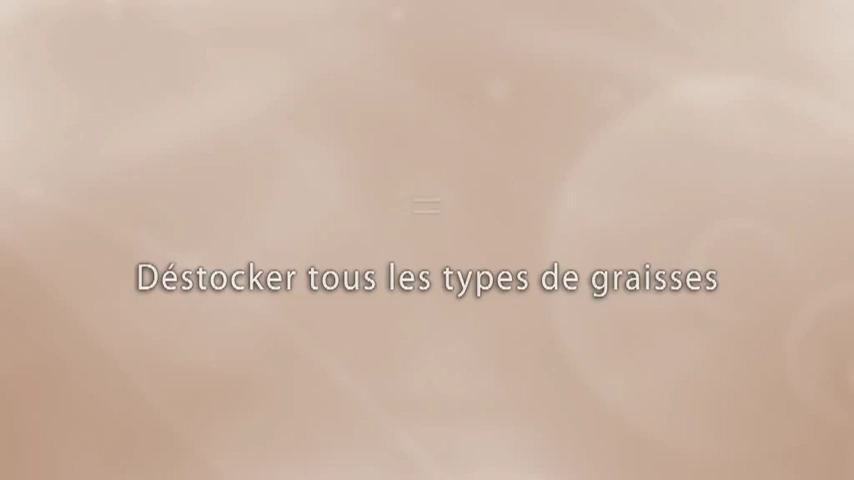 =
Déstocker tous les types de graisses